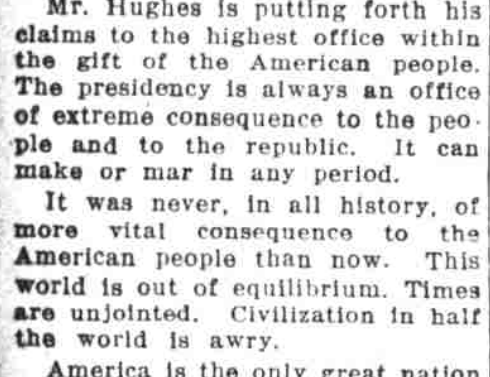 Mr. Hughes is putting forth his
claims to the highest office within
the gift of the American people.
The presidency is always an office
of extreme consequence to the peo-
ple and to the republic. It can
make or mar in any period.
It was never, in all history, of
more vital consequence to the
American people than now. This
world is out of equilibrium. Times
are unjointed. Civilization in half
the world is awry.
America is the only great nation